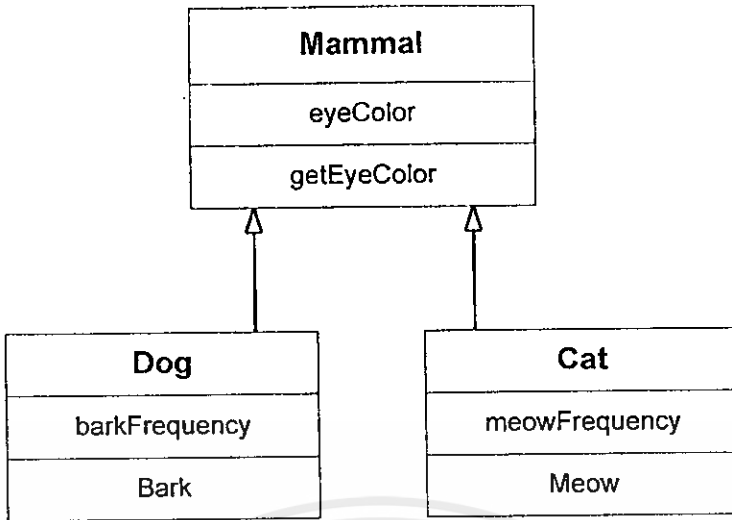 Mammal
eyeColor
getEyeColor
Dog
barkFrequency
Bark
Cat
meowFrequency
Meow